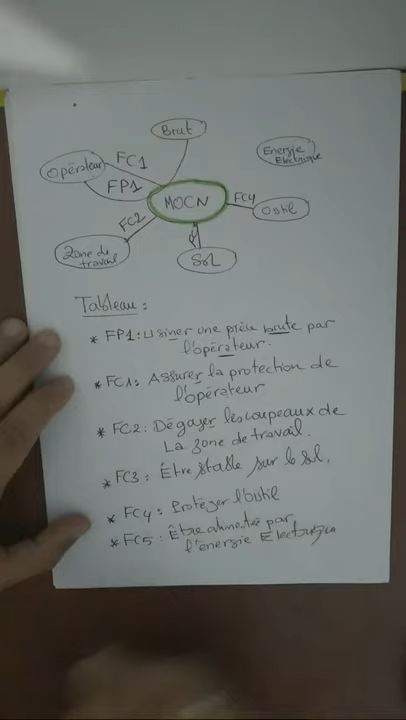 Brut
Energie
Electrique
Opérateur
FC1
FP1
MOCN
FC4
Outil
FC2
Zone de
travail
SoL
Tableau :
* FP1: Usiner une pièce brute par
l'opérateur.
* FC1: Assurer la protection de
l'opérateur
* FC2: Dégager les coupeaux de
La zone de travail.
* FC3: Être stable sur le sol.
* FC4: Protéger l'outil
* FC5: Être alimentée par
l'énergie Electrique